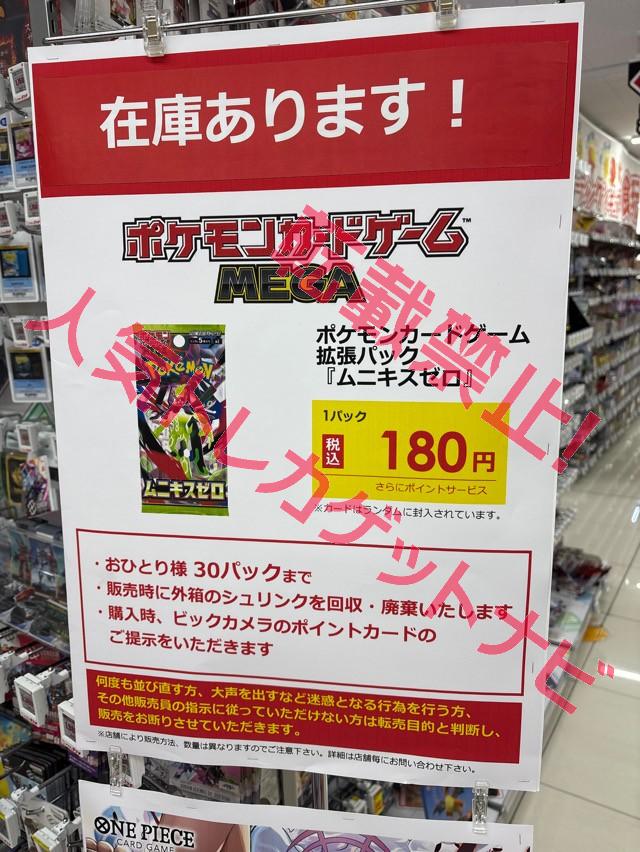 在庫あります！
ポケモンカードゲーム™
MEGA
ポケモンカードゲーム
拡張パック
『ムニキスゼロ』
Pokémon
ムニキスゼロ
1パック
税込 180円
さらにポイントサービス
※カードはランダムに封入されています。
・おひとり様 30パックまで
・販売時に外箱のシュリンクを回収・廃棄いたします
・購入時、ビックカメラのポイントカードの
ご提示をいただきます
何度も並び直す方、大声を出すなど迷惑となる行為を行う方、
その他販売員の指示に従っていただけない方は転売目的と判断し、
販売をお断りさせていただきます。
※店舗により販売方法、数量は異なりますのでご注意下さい。詳細は店舗毎にお問い合わせ下さい。
転載禁止!
人気トレカゲットナビ
ONE PIECE
CARD GAME